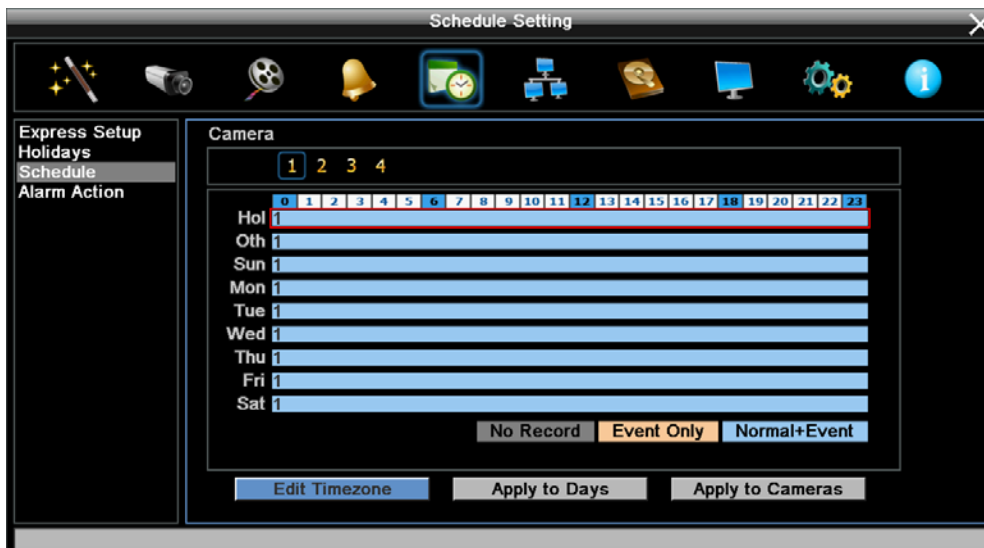 Schedule Setting
Express Setup
Holidays
Schedule
Alarm Action
Camera
1 2 3 4
0 1 2 3 4 5 6 7 8 9 10 11 12 13 14 15 16 17 18 19 20 21 22 23
Hol 1
Oth 1
Sun 1
Mon 1
Tue 1
Wed 1
Thu 1
Fri 1
Sat 1
No Record Event Only Normal+Event
Edit Timezone Apply to Days Apply to Cameras